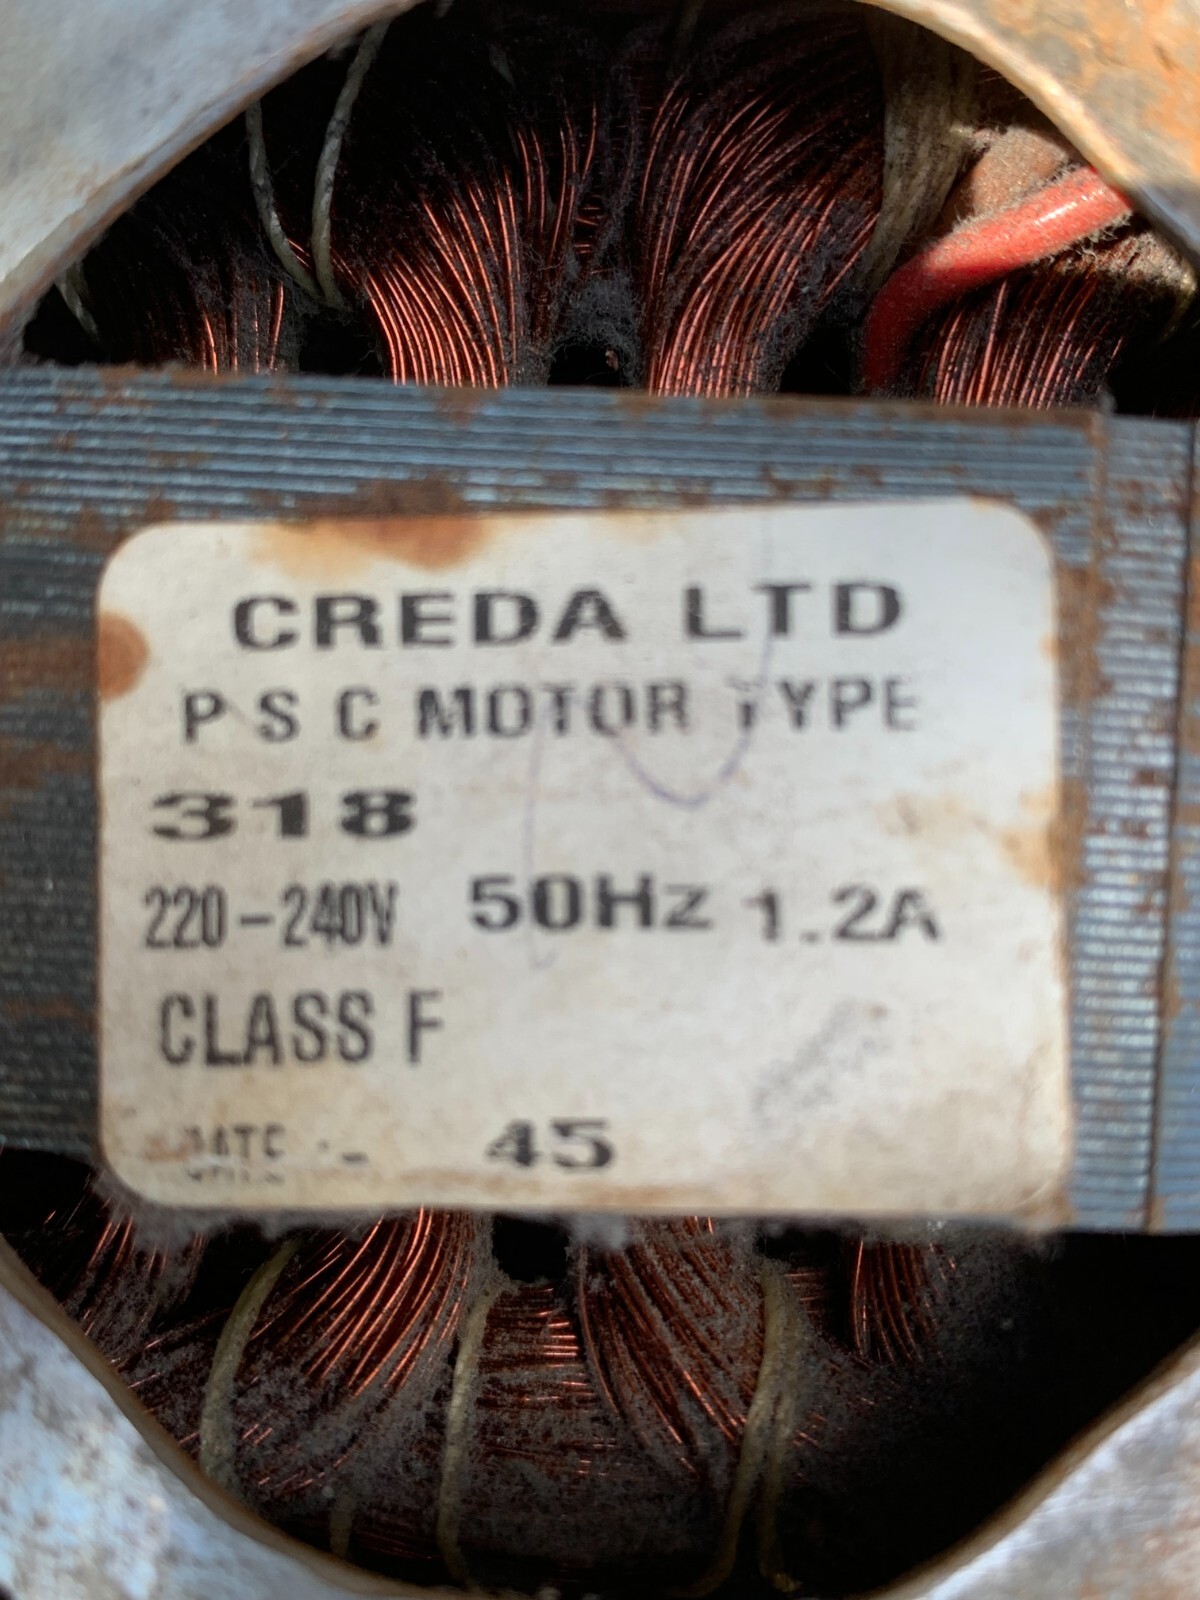 CREDA LTD
P S C MOTOR TYPE
318
220-240V 50Hz 1.2A
CLASS F
45